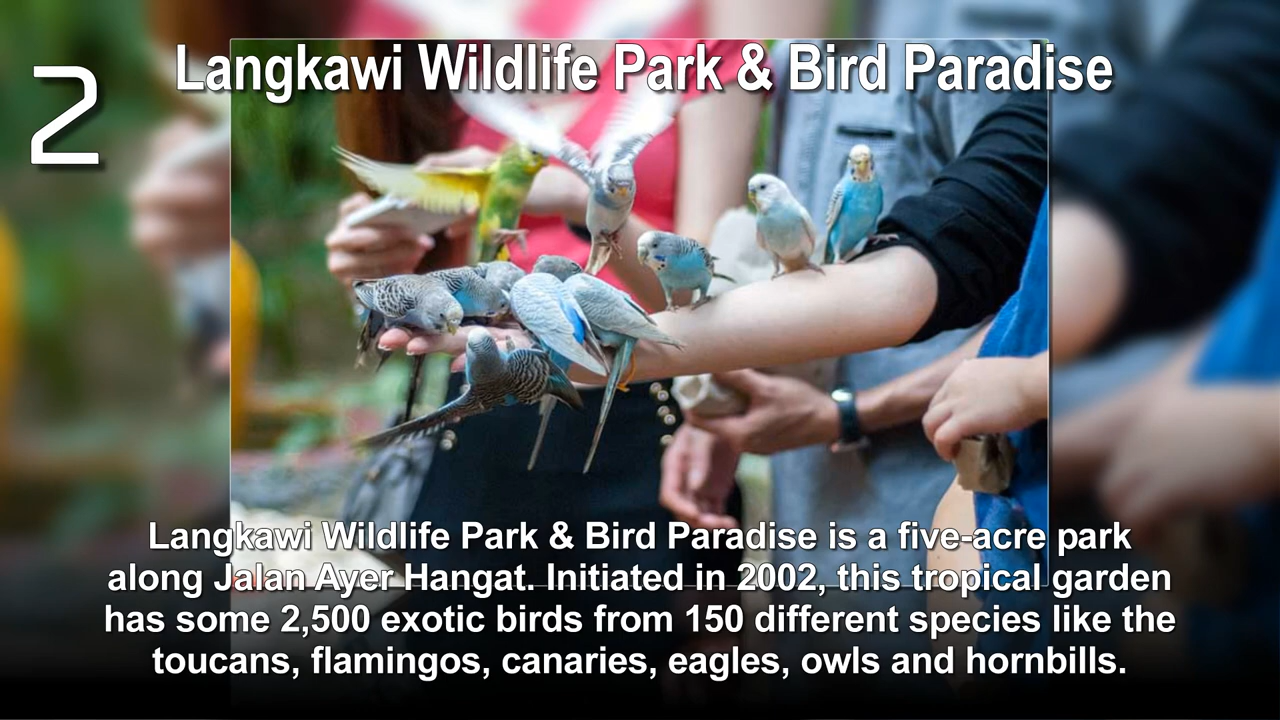 2
Langkawi Wildlife Park & Bird Paradise
Langkawi Wildlife Park & Bird Paradise is a five-acre park
along Jalan Ayer Hangat. Initiated in 2002, this tropical garden
has some 2,500 exotic birds from 150 different species like the
toucans, flamingos, canaries, eagles, owls and hornbills.